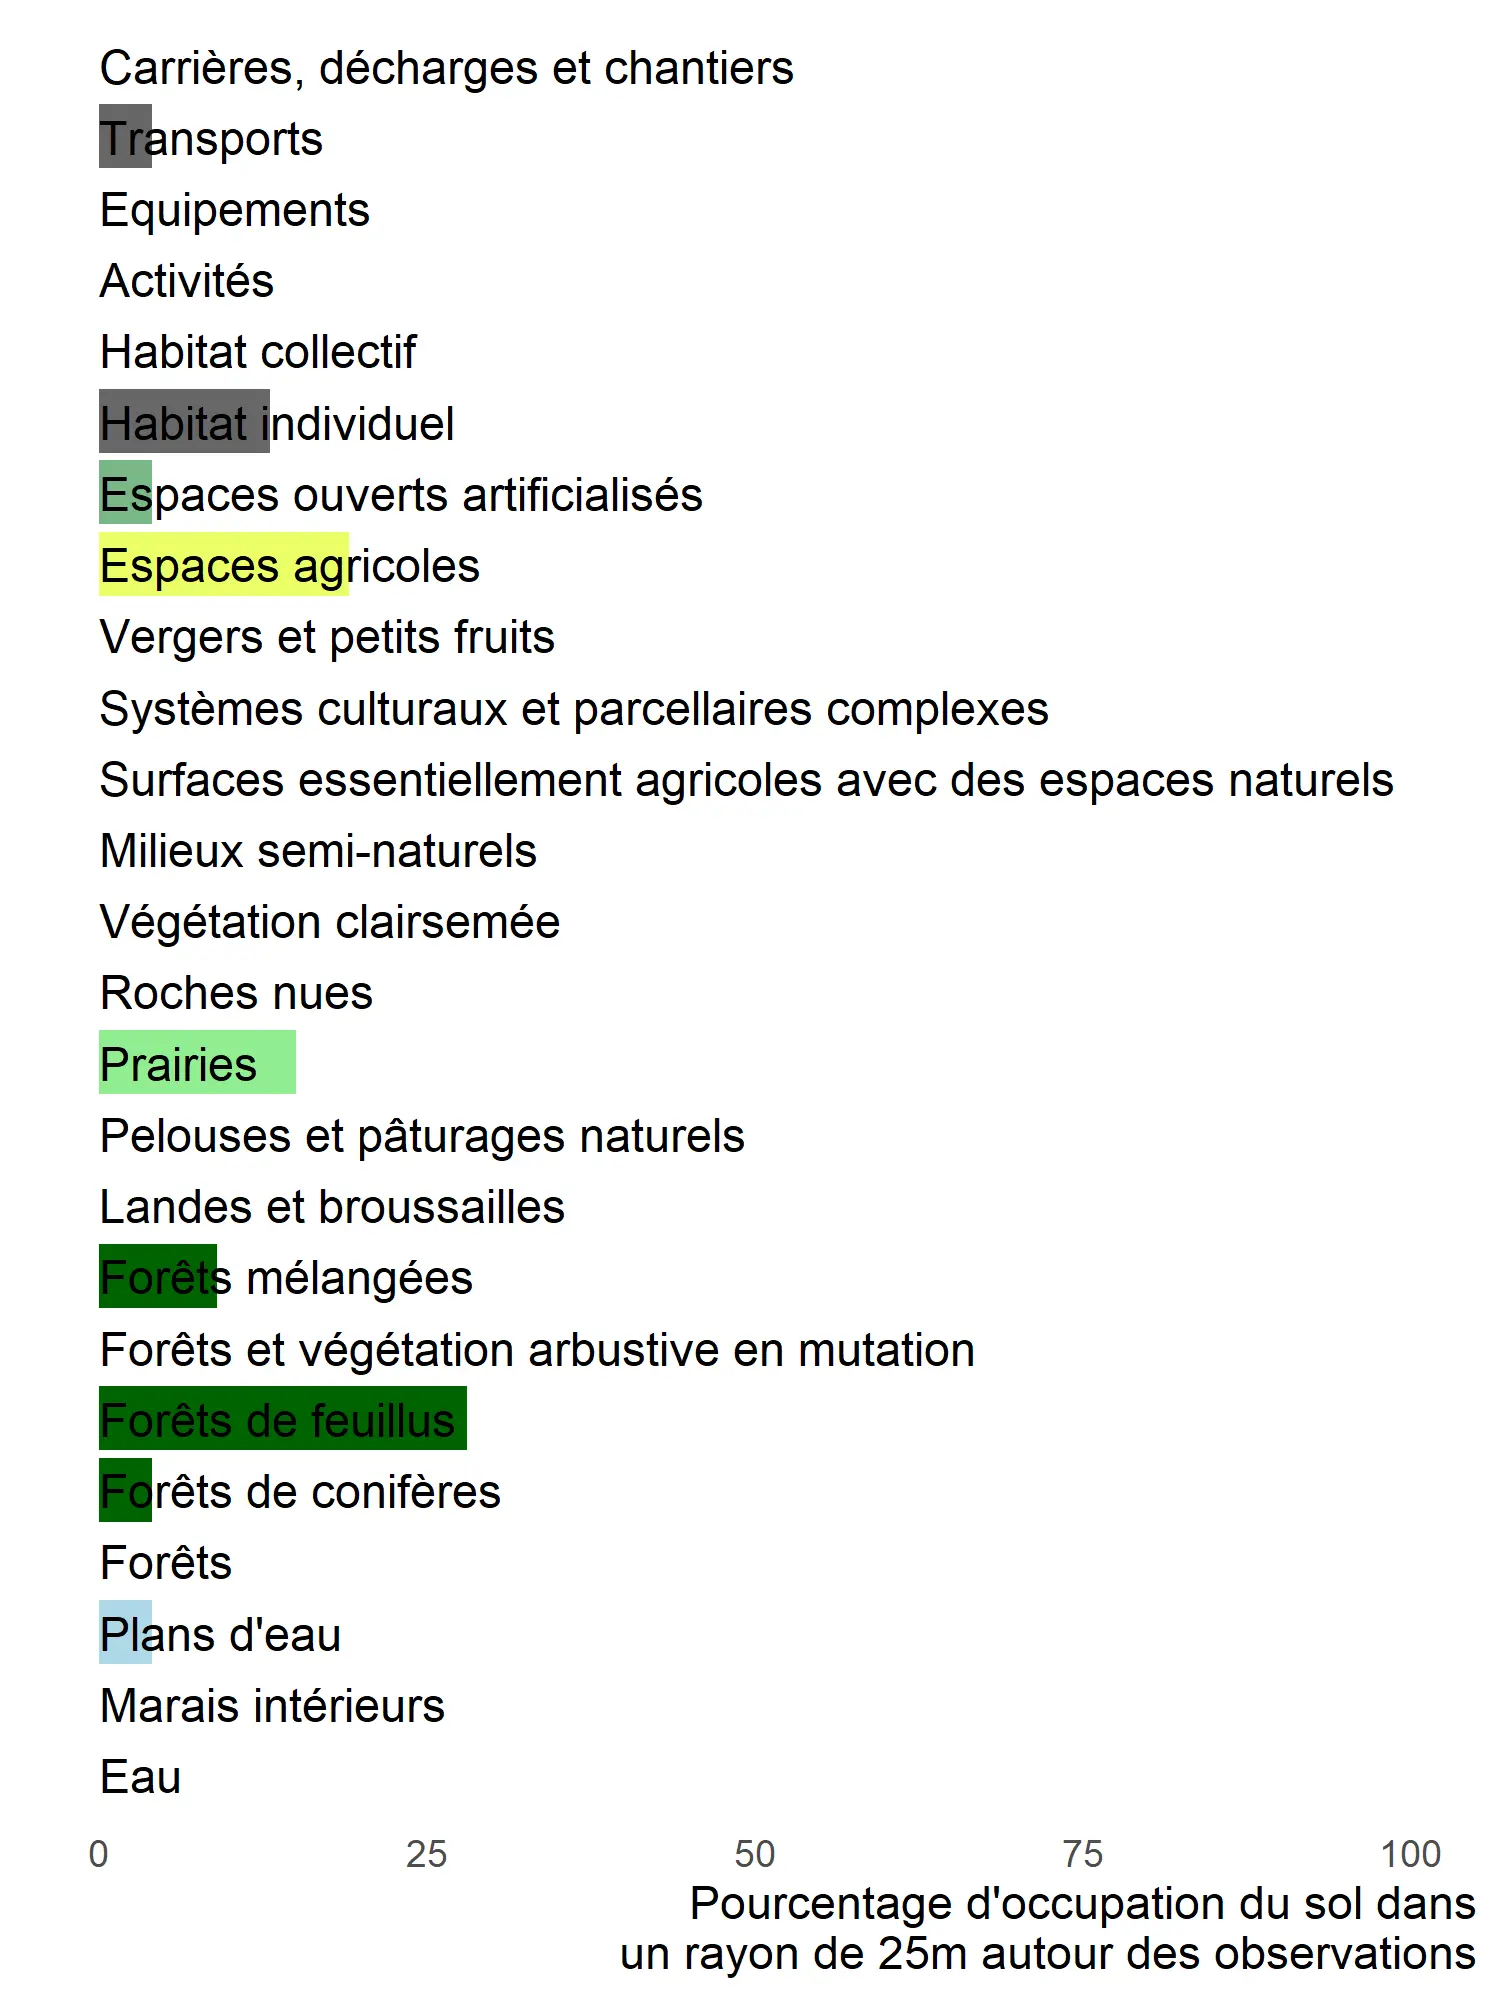 Carrières, décharges et chantiers
Transports
Equipements
Activités
Habitat collectif
Habitat individuel
Espaces ouverts artificialisés
Espaces agricoles
Vergers et petits fruits
Systèmes culturaux et parcellaires complexes
Surfaces essentiellement agricoles avec des espaces naturels
Milieux semi-naturels
Végétation clairsemée
Roches nues
Prairies
Pelouses et pâturages naturels
Landes et broussailles
Forêts mélangées
Forêts et végétation arbustive en mutation
Forêts de feuillus
Forêts de conifères
Forêts
Plans d'eau
Marais intérieurs
Eau
0 25 50 75 100
Pourcentage d'occupation du sol dans
un rayon de 25m autour des observations